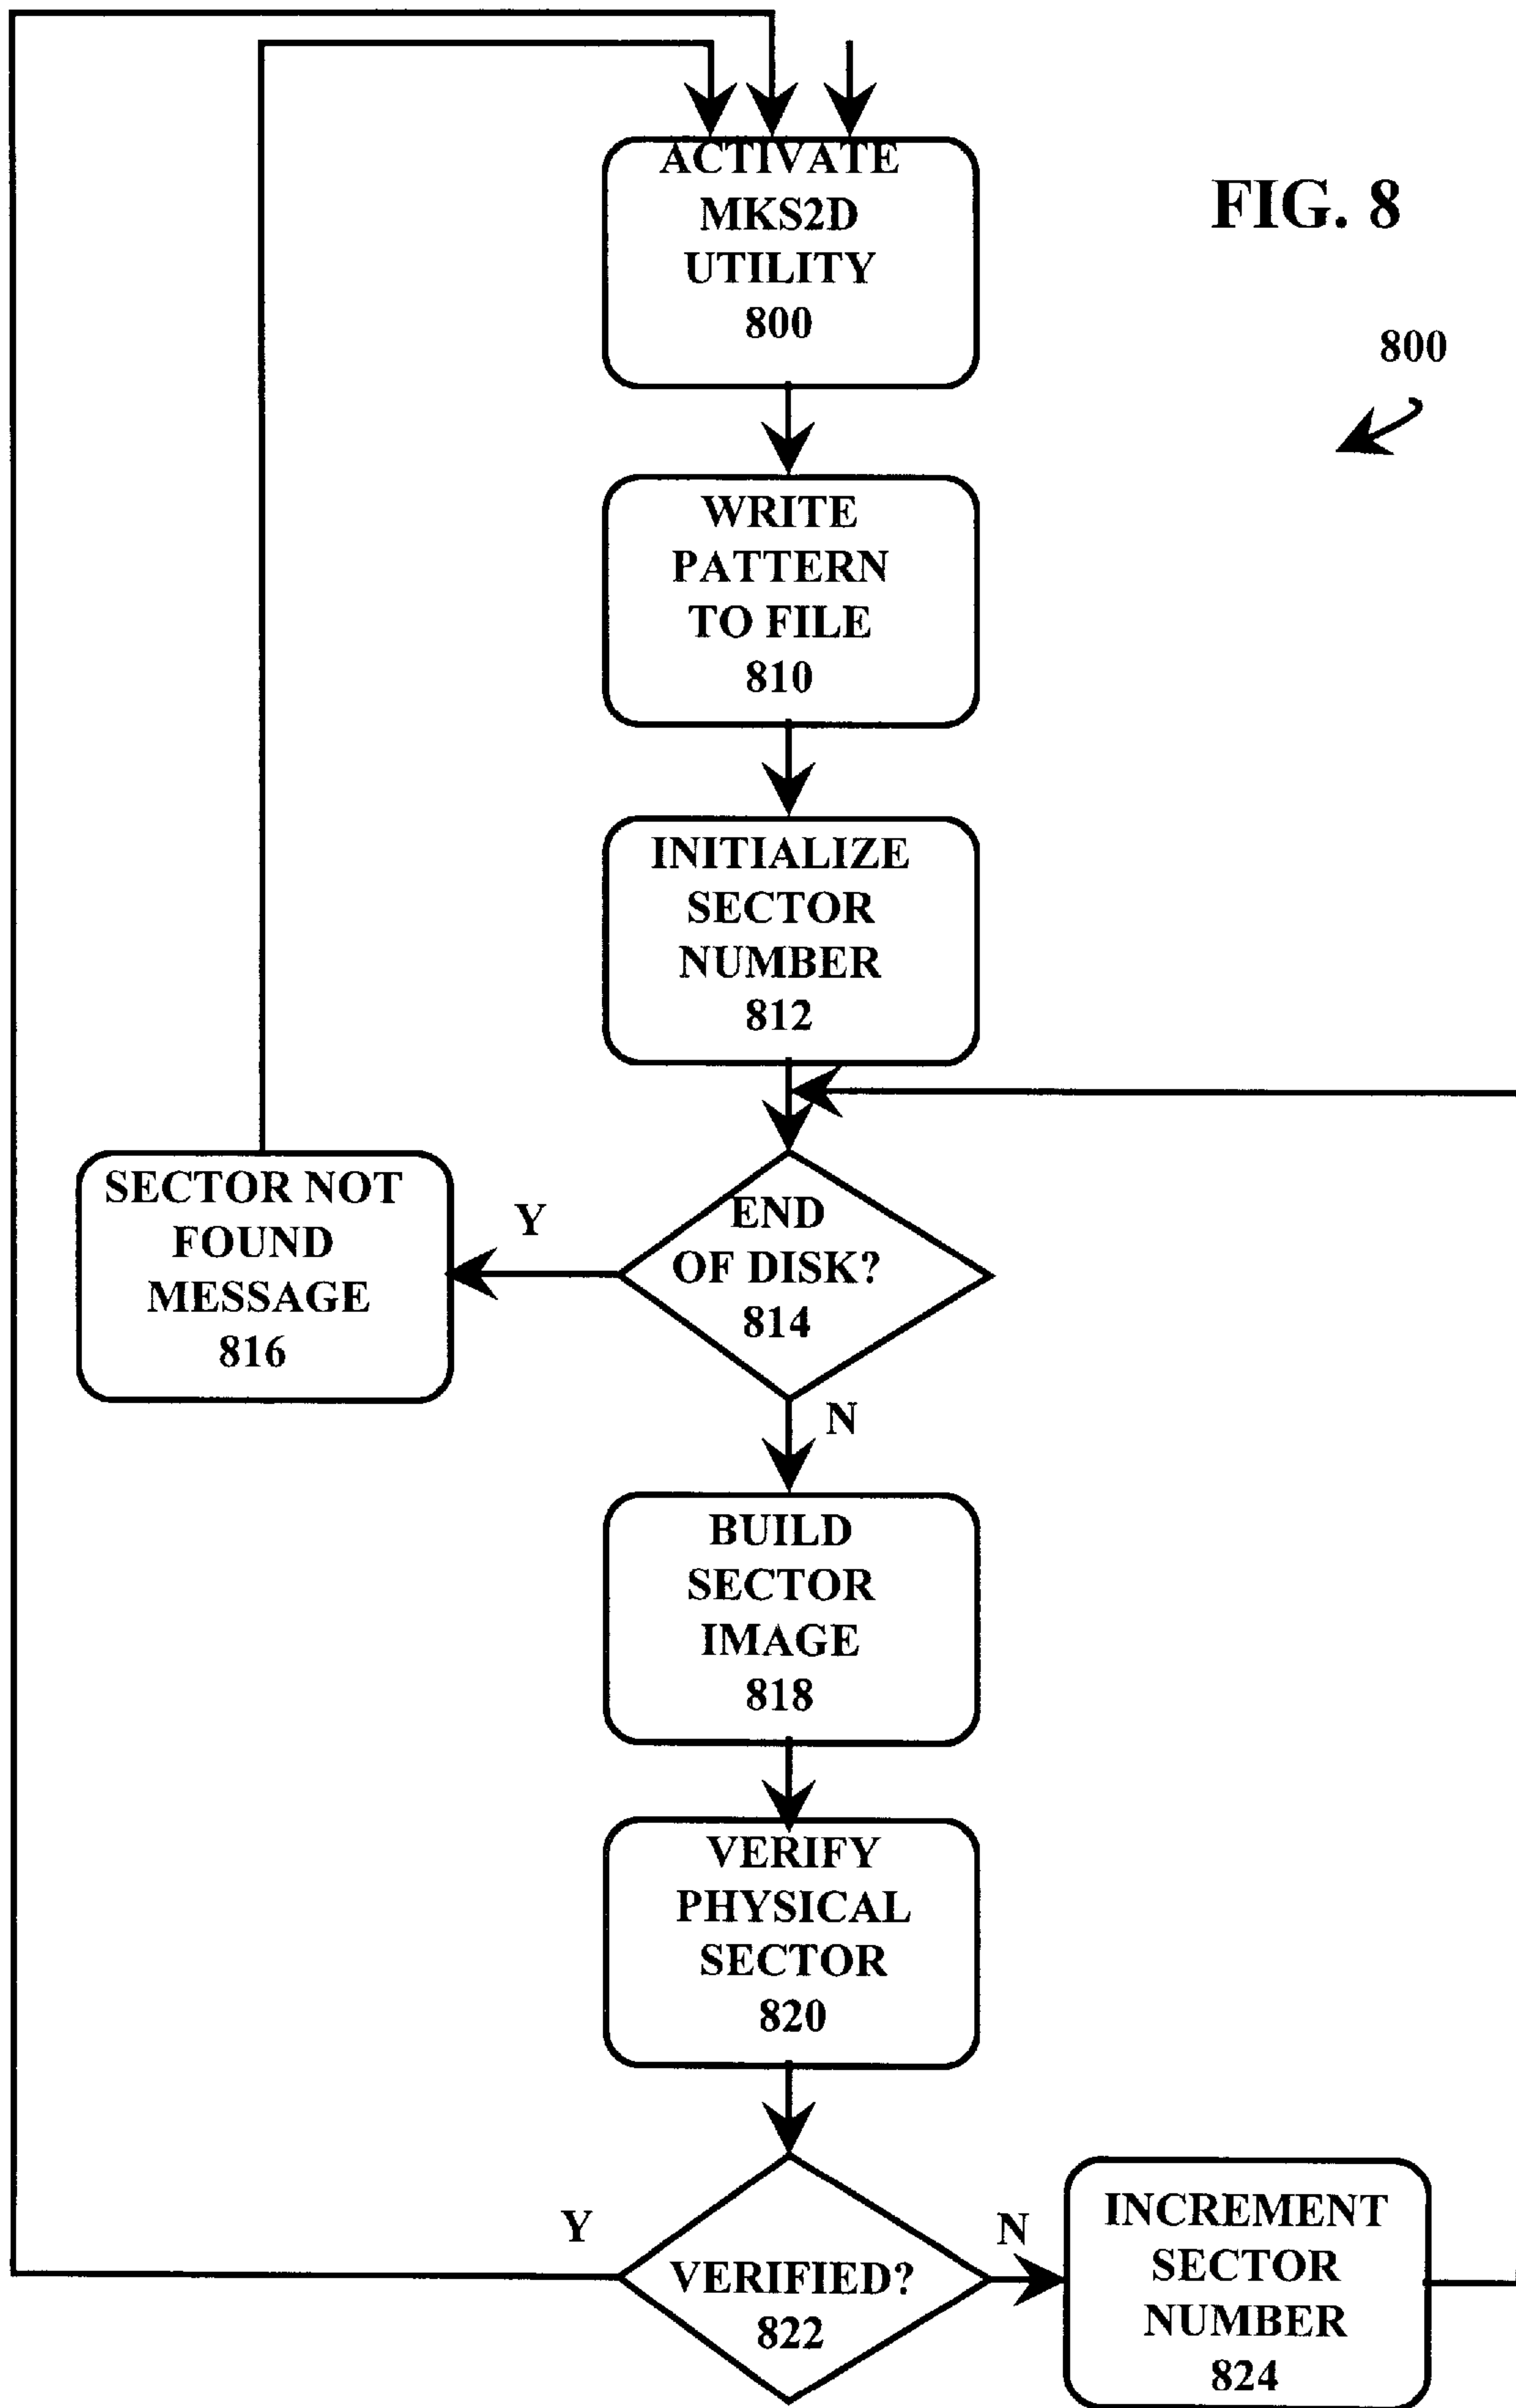 ACTIVATE
MKS2D
UTILITY
800
FIG. 8
800
WRITE
PATTERN
TO FILE
810
INITIALIZE
SECTOR
NUMBER
812
SECTOR NOT
FOUND
MESSAGE
816
Y
END
OF DISK?
814
N
BUILD
SECTOR
IMAGE
818
VERIFY
PHYSICAL
SECTOR
820
Y
VERIFIED?
822
N
INCREMENT
SECTOR
NUMBER
824